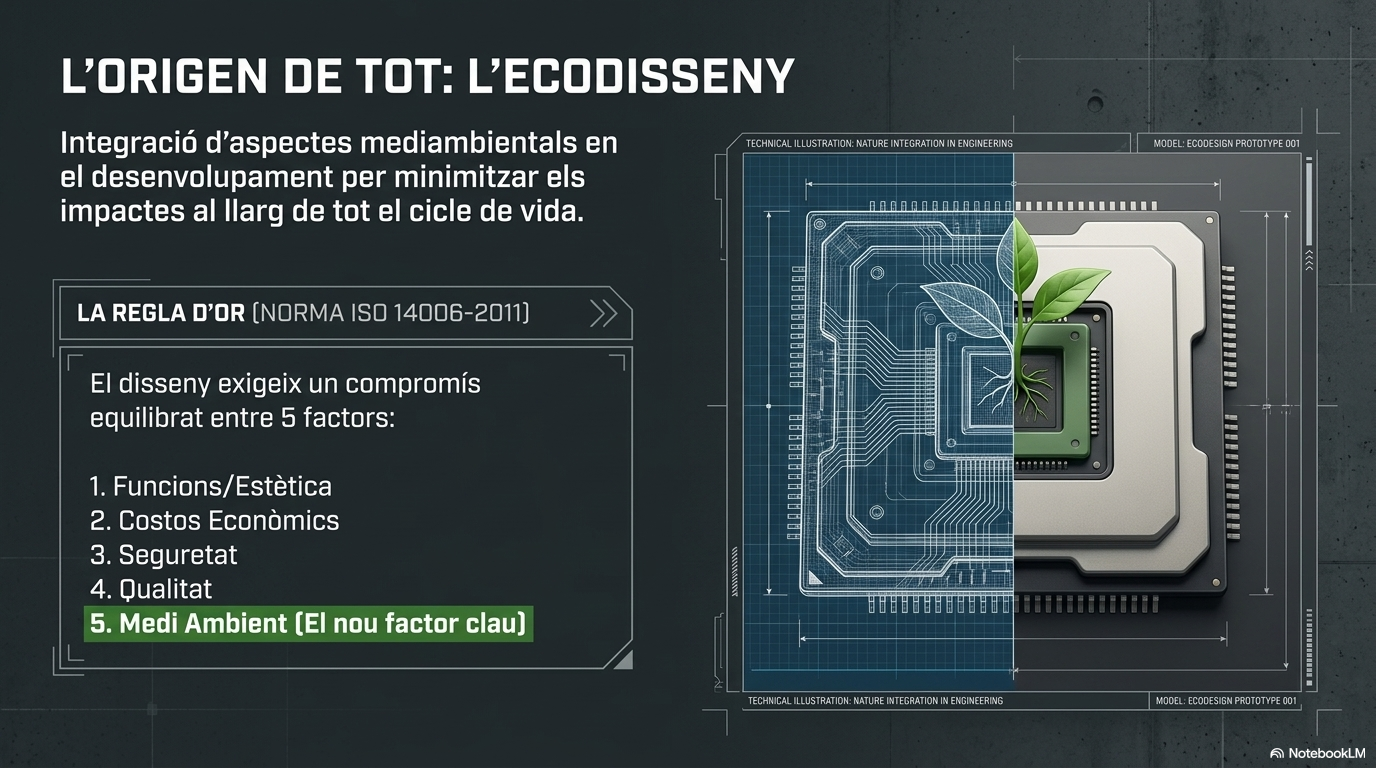 L'ORIGEN DE TOT: L'ECODISSENY
Integració d'aspectes mediambientals en
el desenvolupament per minimitzar els
impactes al llarg de tot el cicle de vida.
LA REGLA D'OR (NORMA ISO 14006-2011)
El disseny exigeix un compromís
equilibrat entre 5 factors:
1. Funcions/Estètica
2. Costos Econòmics
3. Seguretat
4. Qualitat
5. Medi Ambient (El nou factor clau)
TECHNICAL ILLUSTRATION: NATURE INTEGRATION IN ENGINEERING
MODEL: ECODESIGN PROTOTYPE 001
TECHNICAL ILLUSTRATION: NATURE INTEGRATION IN ENGINEERING
MODEL: ECODESIGN PROTOTYPE 001
NotebookLM